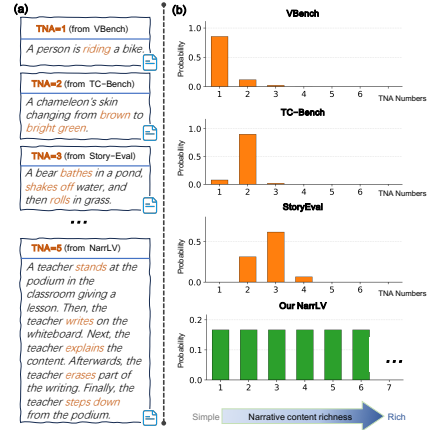 (a)
TNA=1 (from VBench)
A person is riding a bike.
TNA=2 (from TC-Bench)
A chameleon's skin
changing from brown to
bright green.
TNA=3 (from Story-Eval)
A bear bathes in a pond,
shakes off water, and
then rolls in grass.
...
TNA=5 (from NarrLV)
A teacher stands at the
podium in the
classroom giving a
lesson. Then, the
teacher writes on the
whiteboard. Next, the
teacher explains the
content. Afterwards, the
teacher erases part of
the writing. Finally, the
teacher steps down
from the podium.
(b)
VBench
Probability
1.0
0.5
0.0
1 2 3 4 5 6 TNA Numbers
TC-Bench
Probability
1.0
0.5
0.0
1 2 3 4 5 6 TNA Numbers
StoryEval
Probability
0.5
0.0
1 2 3 4 5 6 TNA Numbers
Our NarrLV
Probability
0.2
0.1
0.0
...
1 2 3 4 5 6 7
Simple Narrative content richness Rich